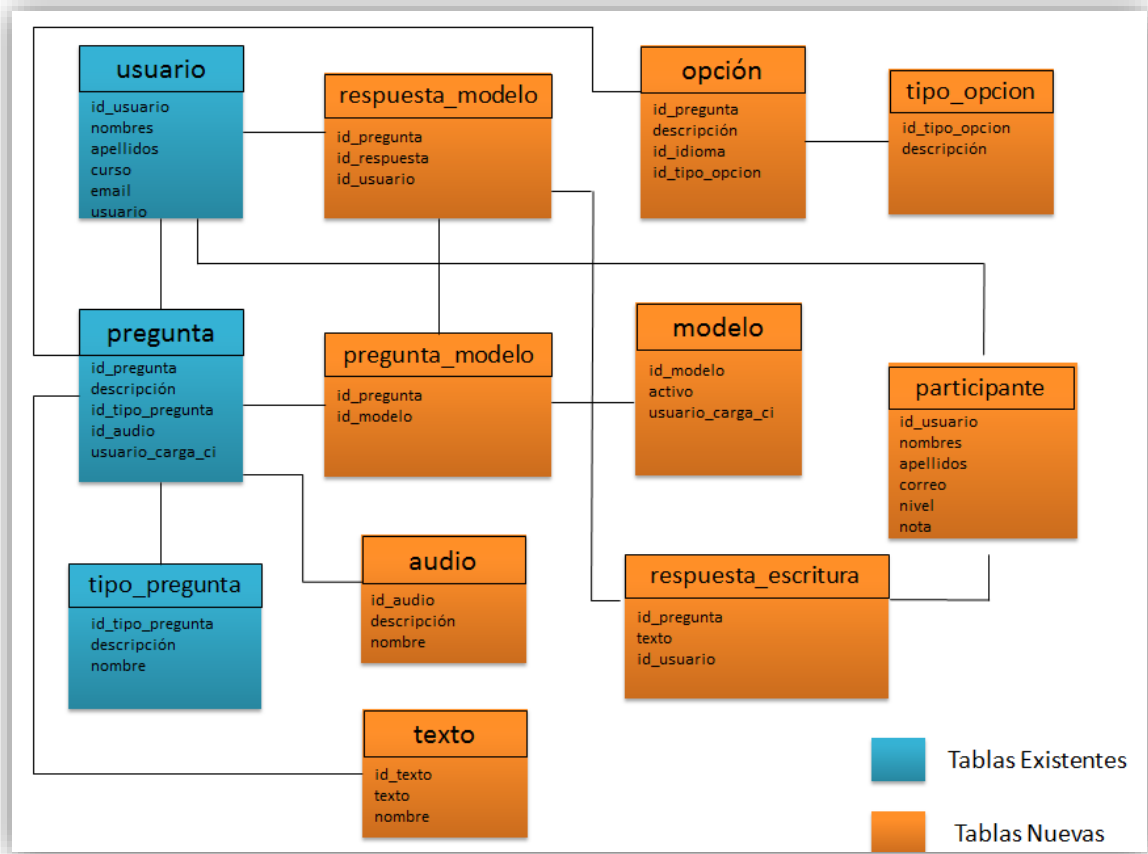 usuario
id_usuario
nombres
apellidos
curso
email
usuario
respuesta_modelo
id_pregunta
id_respuesta
id_usuario
opción
id_pregunta
descripción
id_idioma
id_tipo_opcion
tipo_opcion
id_tipo_opcion
descripción
pregunta
id_pregunta
descripción
id_tipo_pregunta
id_audio
usuario_carga_ci
pregunta_modelo
id_pregunta
id_modelo
modelo
id_modelo
activo
usuario_carga_ci
participante
id_usuario
nombres
apellidos
correo
nivel
nota
tipo_pregunta
id_tipo_pregunta
descripción
nombre
audio
id_audio
descripción
nombre
respuesta_escritura
id_pregunta
texto
id_usuario
texto
id_texto
texto
nombre
Tablas Existentes
Tablas Nuevas